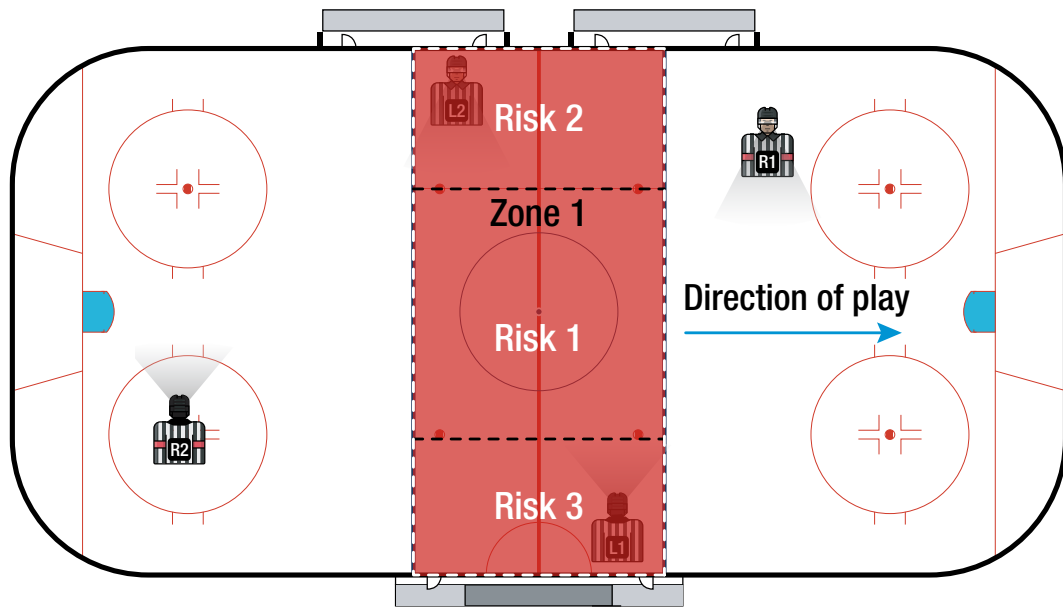 L2
Risk 2
R1
Zone 1
Direction of play
Risk 1
R2
Risk 3
L1